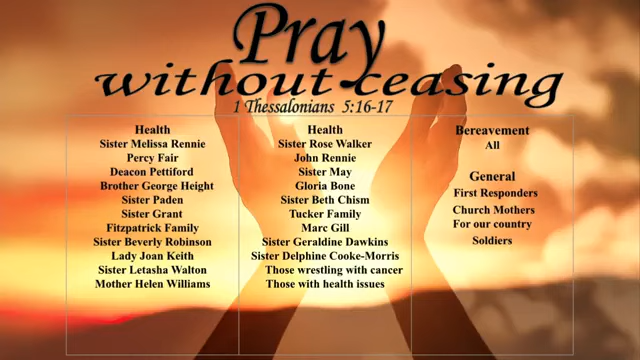 Pray
without ceasing
1 Thessalonians 5:16-17
Health
Sister Melissa Rennie
Percy Fair
Deacon Pettiford
Brother George Height
Sister Paden
Sister Grant
Fitzpatrick Family
Sister Beverly Robinson
Lady Joan Keith
Sister Letasha Walton
Mother Helen Williams
Health
Sister Rose Walker
John Rennie
Sister May
Gloria Bone
Sister Beth Chism
Tucker Family
Marc Gill
Sister Geraldine Dawkins
Sister Delphine Cooke-Morris
Those wrestling with cancer
Those with health issues
Bereavement
All
General
First Responders
Church Mothers
For our country
Soldiers